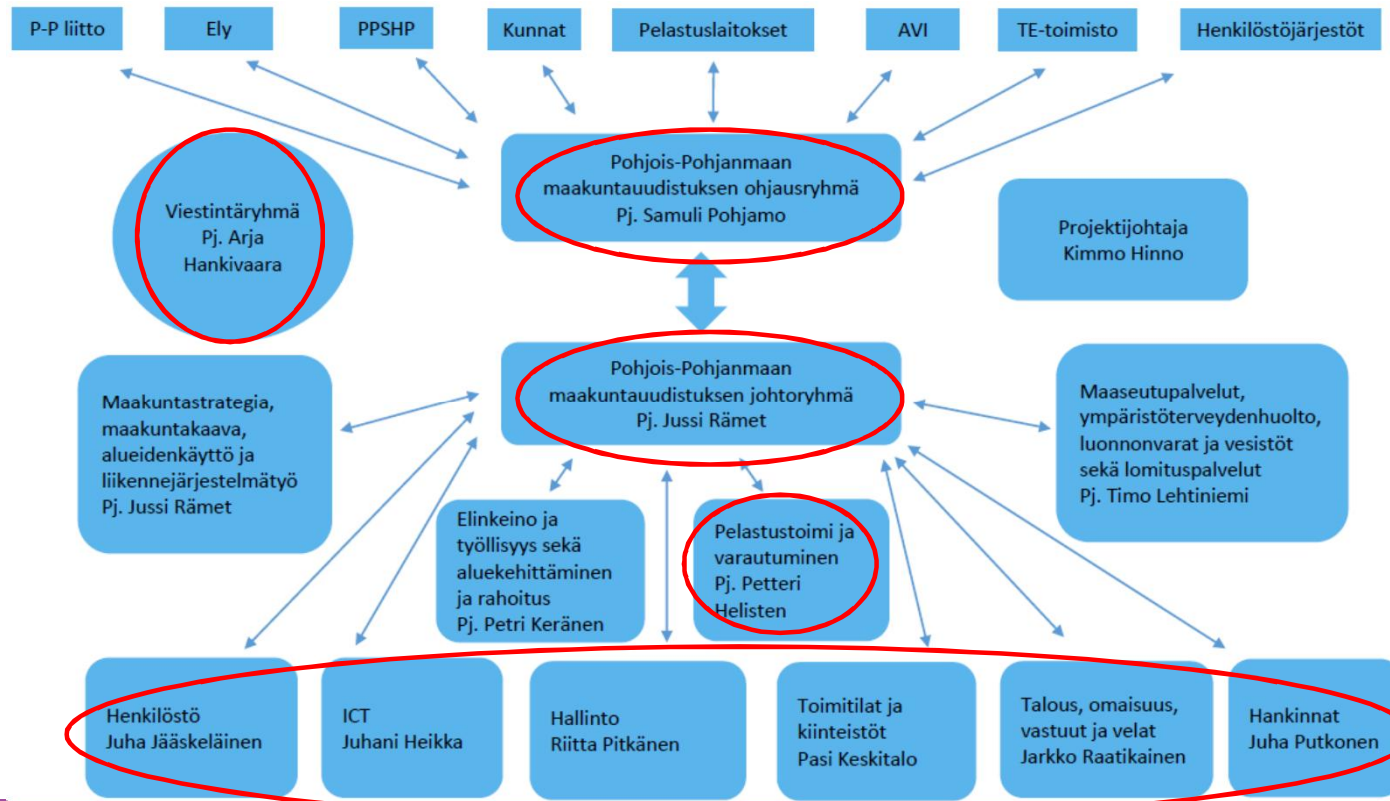 P-P liitto
Ely
PPSHP
Kunnat
Pelastuslaitokset
AVI
TE-toimisto
Henkilöstöjärjestöt
Viestintäryhmä
Pj. Arja
Hankivaara
Pohjois-Pohjanmaan
maakuntauudistuksen ohjausryhmä
Pj. Samuli Pohjamo
Projektijohtaja
Kimmo Hinno
Pohjois-Pohjanmaan
maakuntauudistuksen johtoryhmä
Pj. Jussi Rämet
Maakuntastrategia,
maakuntakaava,
alueidenkäyttö ja
liikennejärjestelmätyö
Pj. Jussi Rämet
Maaseutupalvelut,
ympäristöterveydenhuolto,
luonnonvarat ja vesistöt
sekä lomituspalvelut
Pj. Timo Lehtiniemi
Elinkeino ja
työllisyys sekä
aluekehittäminen
ja rahoitus
Pj. Petri Keränen
Pelastustoimi ja
varautuminen
Pj. Petteri
Helisten
Henkilöstö
Juha Jääskeläinen
ICT
Juhani Heikka
Hallinto
Riitta Pitkänen
Toimitilat ja
kiinteistöt
Pasi Keskitalo
Talous, omaisuus,
vastuut ja velat
Jarkko Raatikainen
Hankinnat
Juha Putkonen